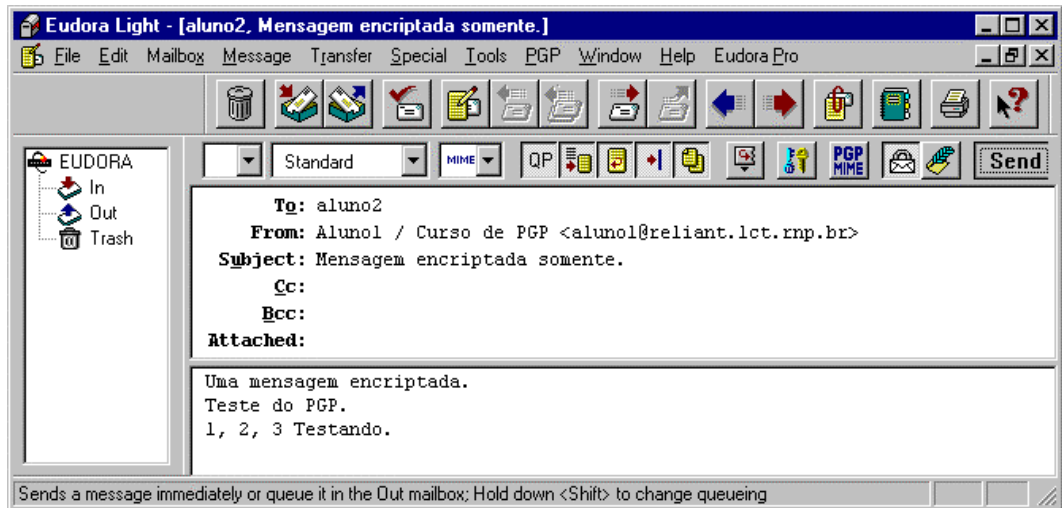 Eudora Light - [aluno2, Mensagem encriptada somente.]
File Edit Mailbox Message Transfer Special Tools PGP Window Help Eudora Pro
EUDORA
In
Out
Trash
Standard MIME QP PGP MIME Send
To: aluno2
From: Aluno1 / Curso de PGP <aluno1@reliant.lct.rnp.br>
Subject: Mensagem encriptada somente.
Cc:
Bcc:
Attached:
Uma mensagem encriptada.
Teste do PGP.
1, 2, 3 Testando.
Sends a message immediately or queue it in the Out mailbox; Hold down <Shift> to change queueing